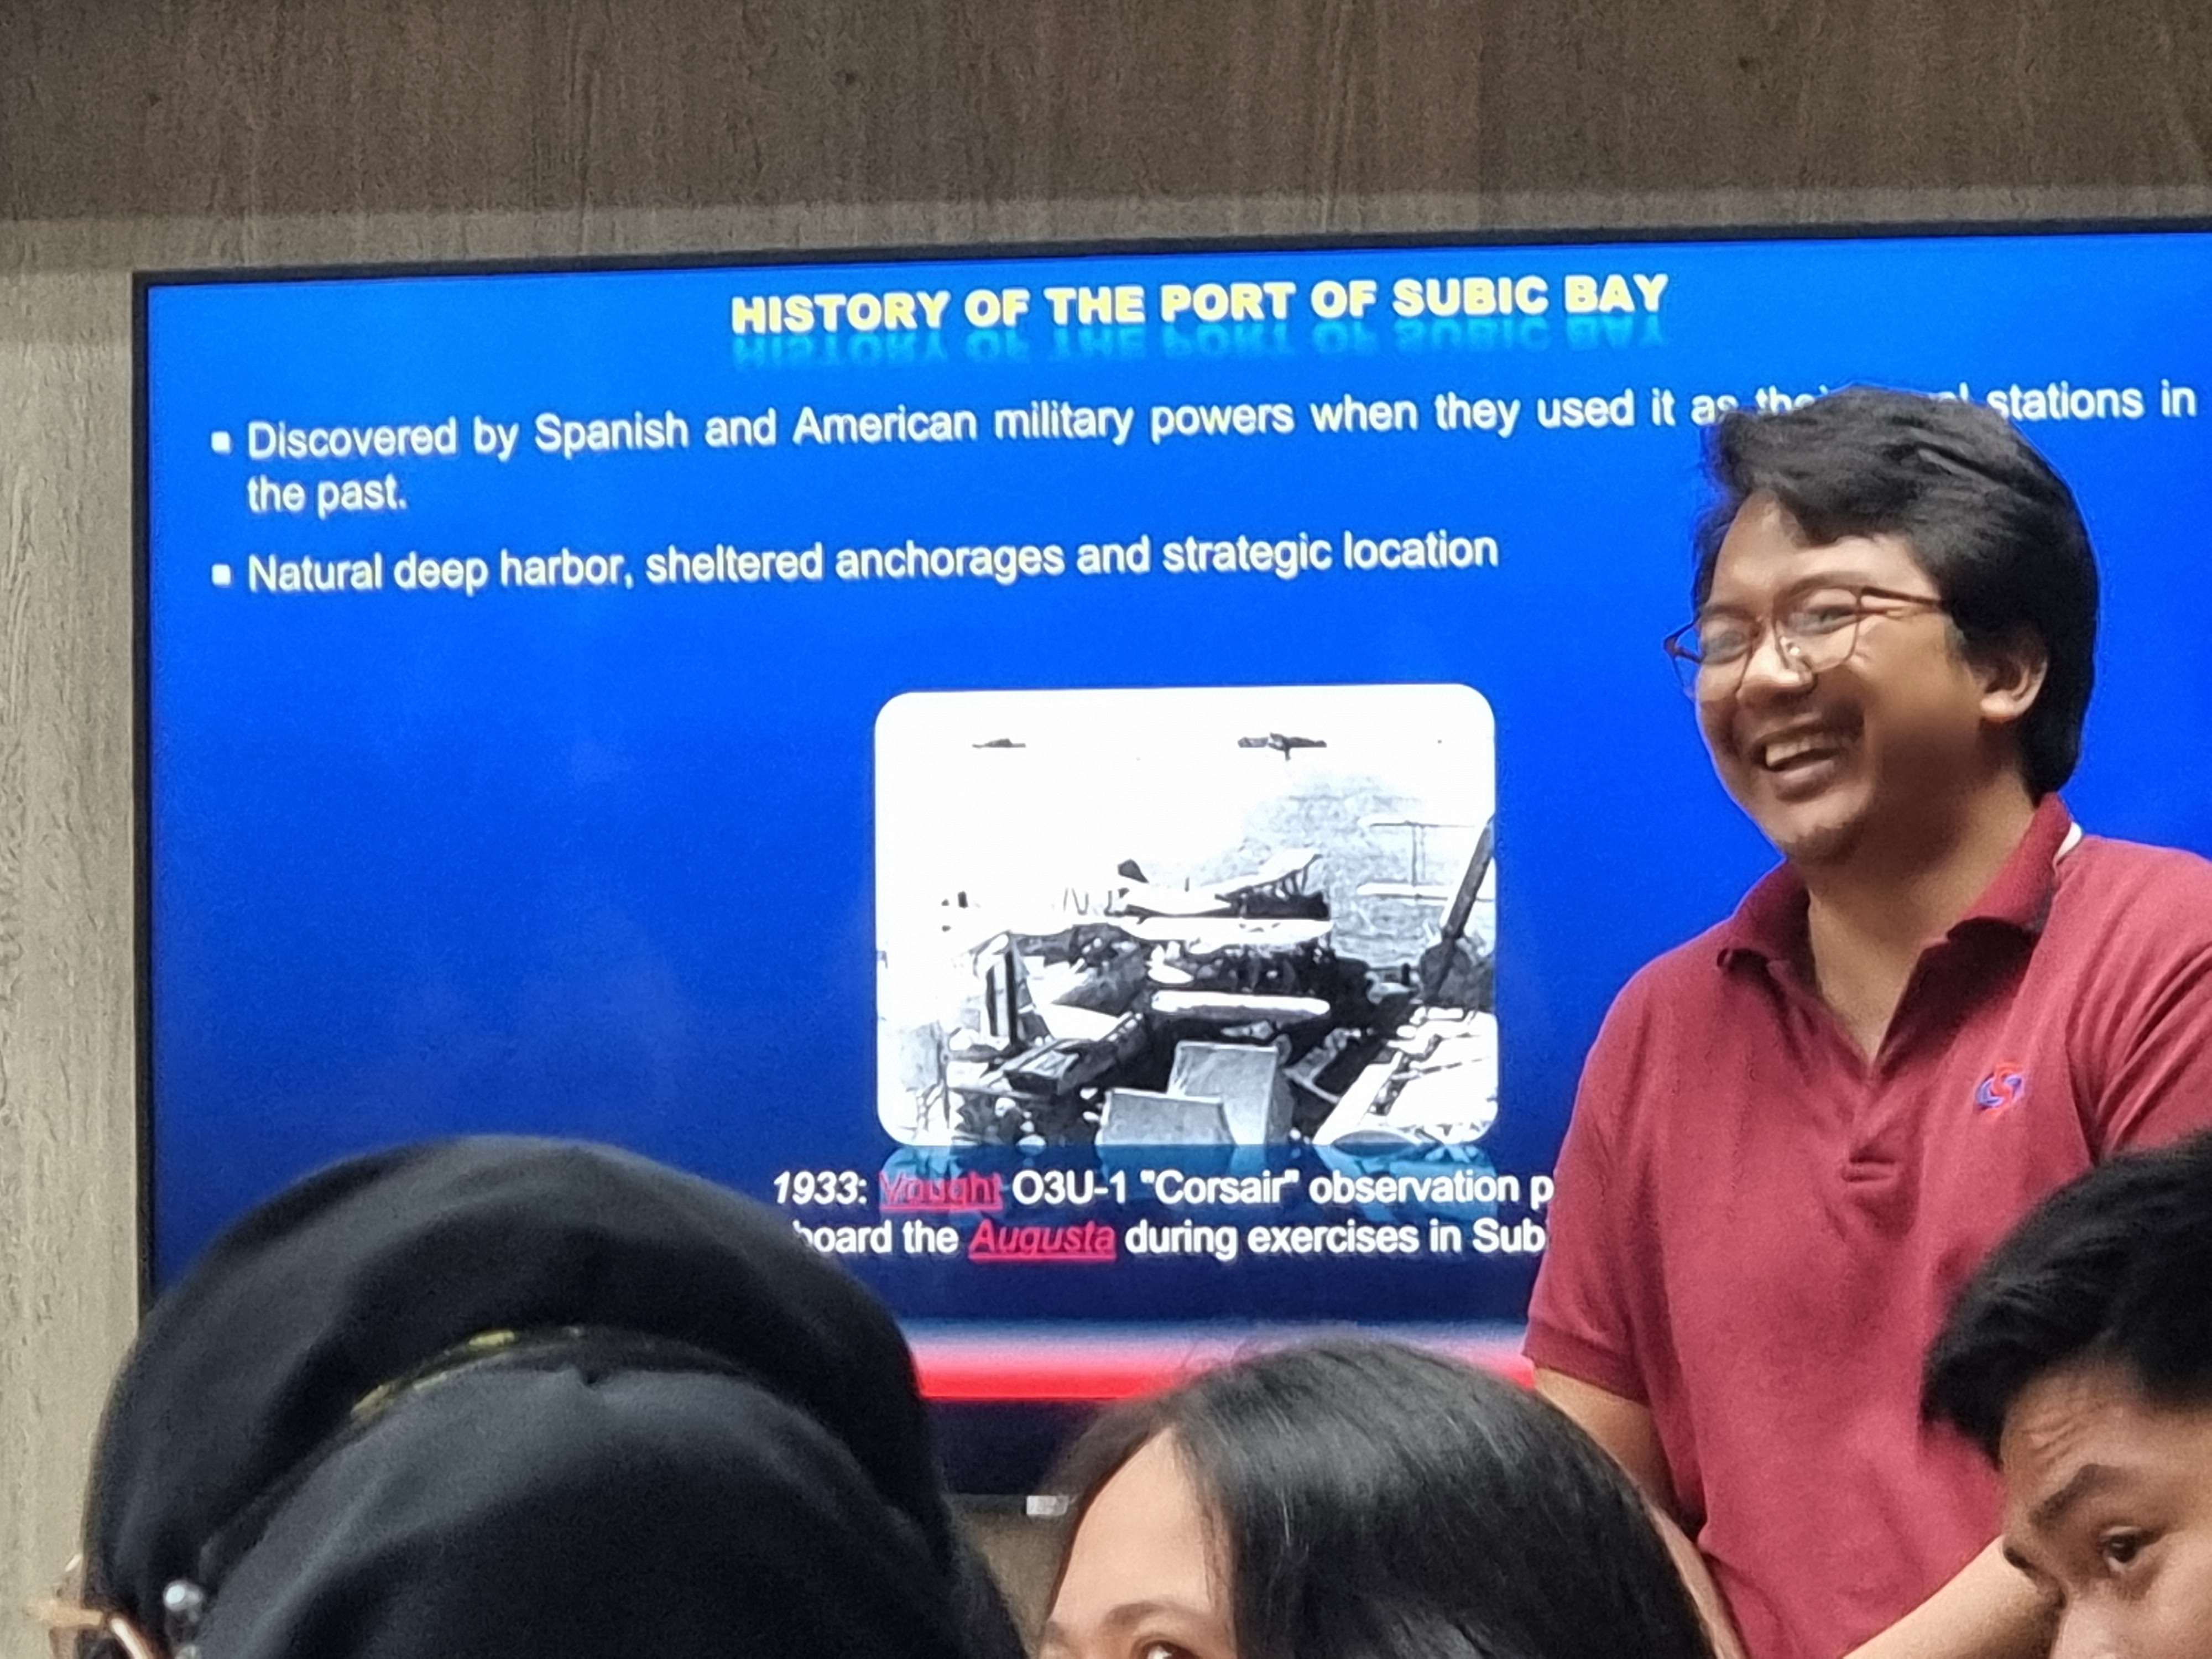 HISTORY OF THE PORT OF SUBIC BAY
▪ Discovered by Spanish and American military powers when they used it as stations in
the past.
▪ Natural deep harbor, sheltered anchorages and strategic location
1933: Vought O3U-1 "Corsair" observation
the Augusta during exercises in